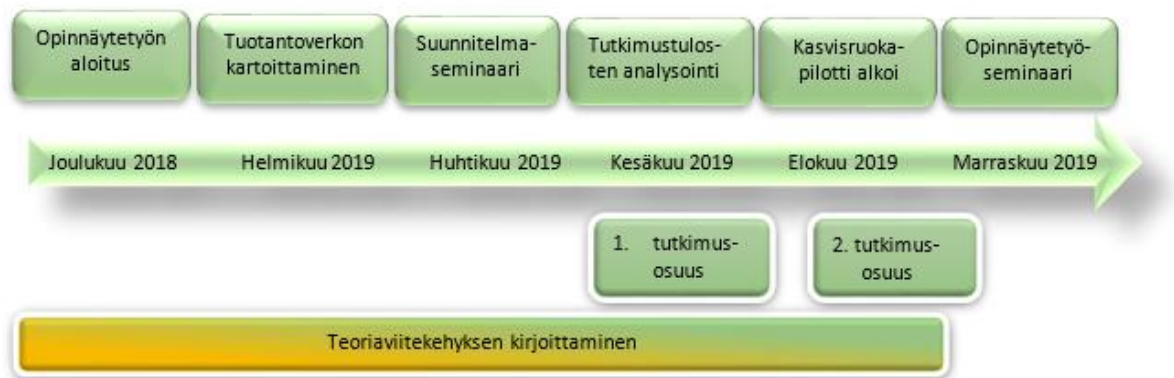 Opinnäytetyön
aloitus
Tuotantoverkon
kartoittaminen
Suunnitelma-
seminaari
Tutkimustulos-
ten analysointi
Kasvisruoka-
pilotti alkoi
Opinnäytetyö-
seminaari
Joulukuu 2018 Helmikuu 2019 Huhtikuu 2019 Kesäkuu 2019 Elokuu 2019 Marraskuu 2019
1. tutkimus-
osuus
2. tutkimus-
osuus
Teoriaviitekehyksen kirjoittaminen